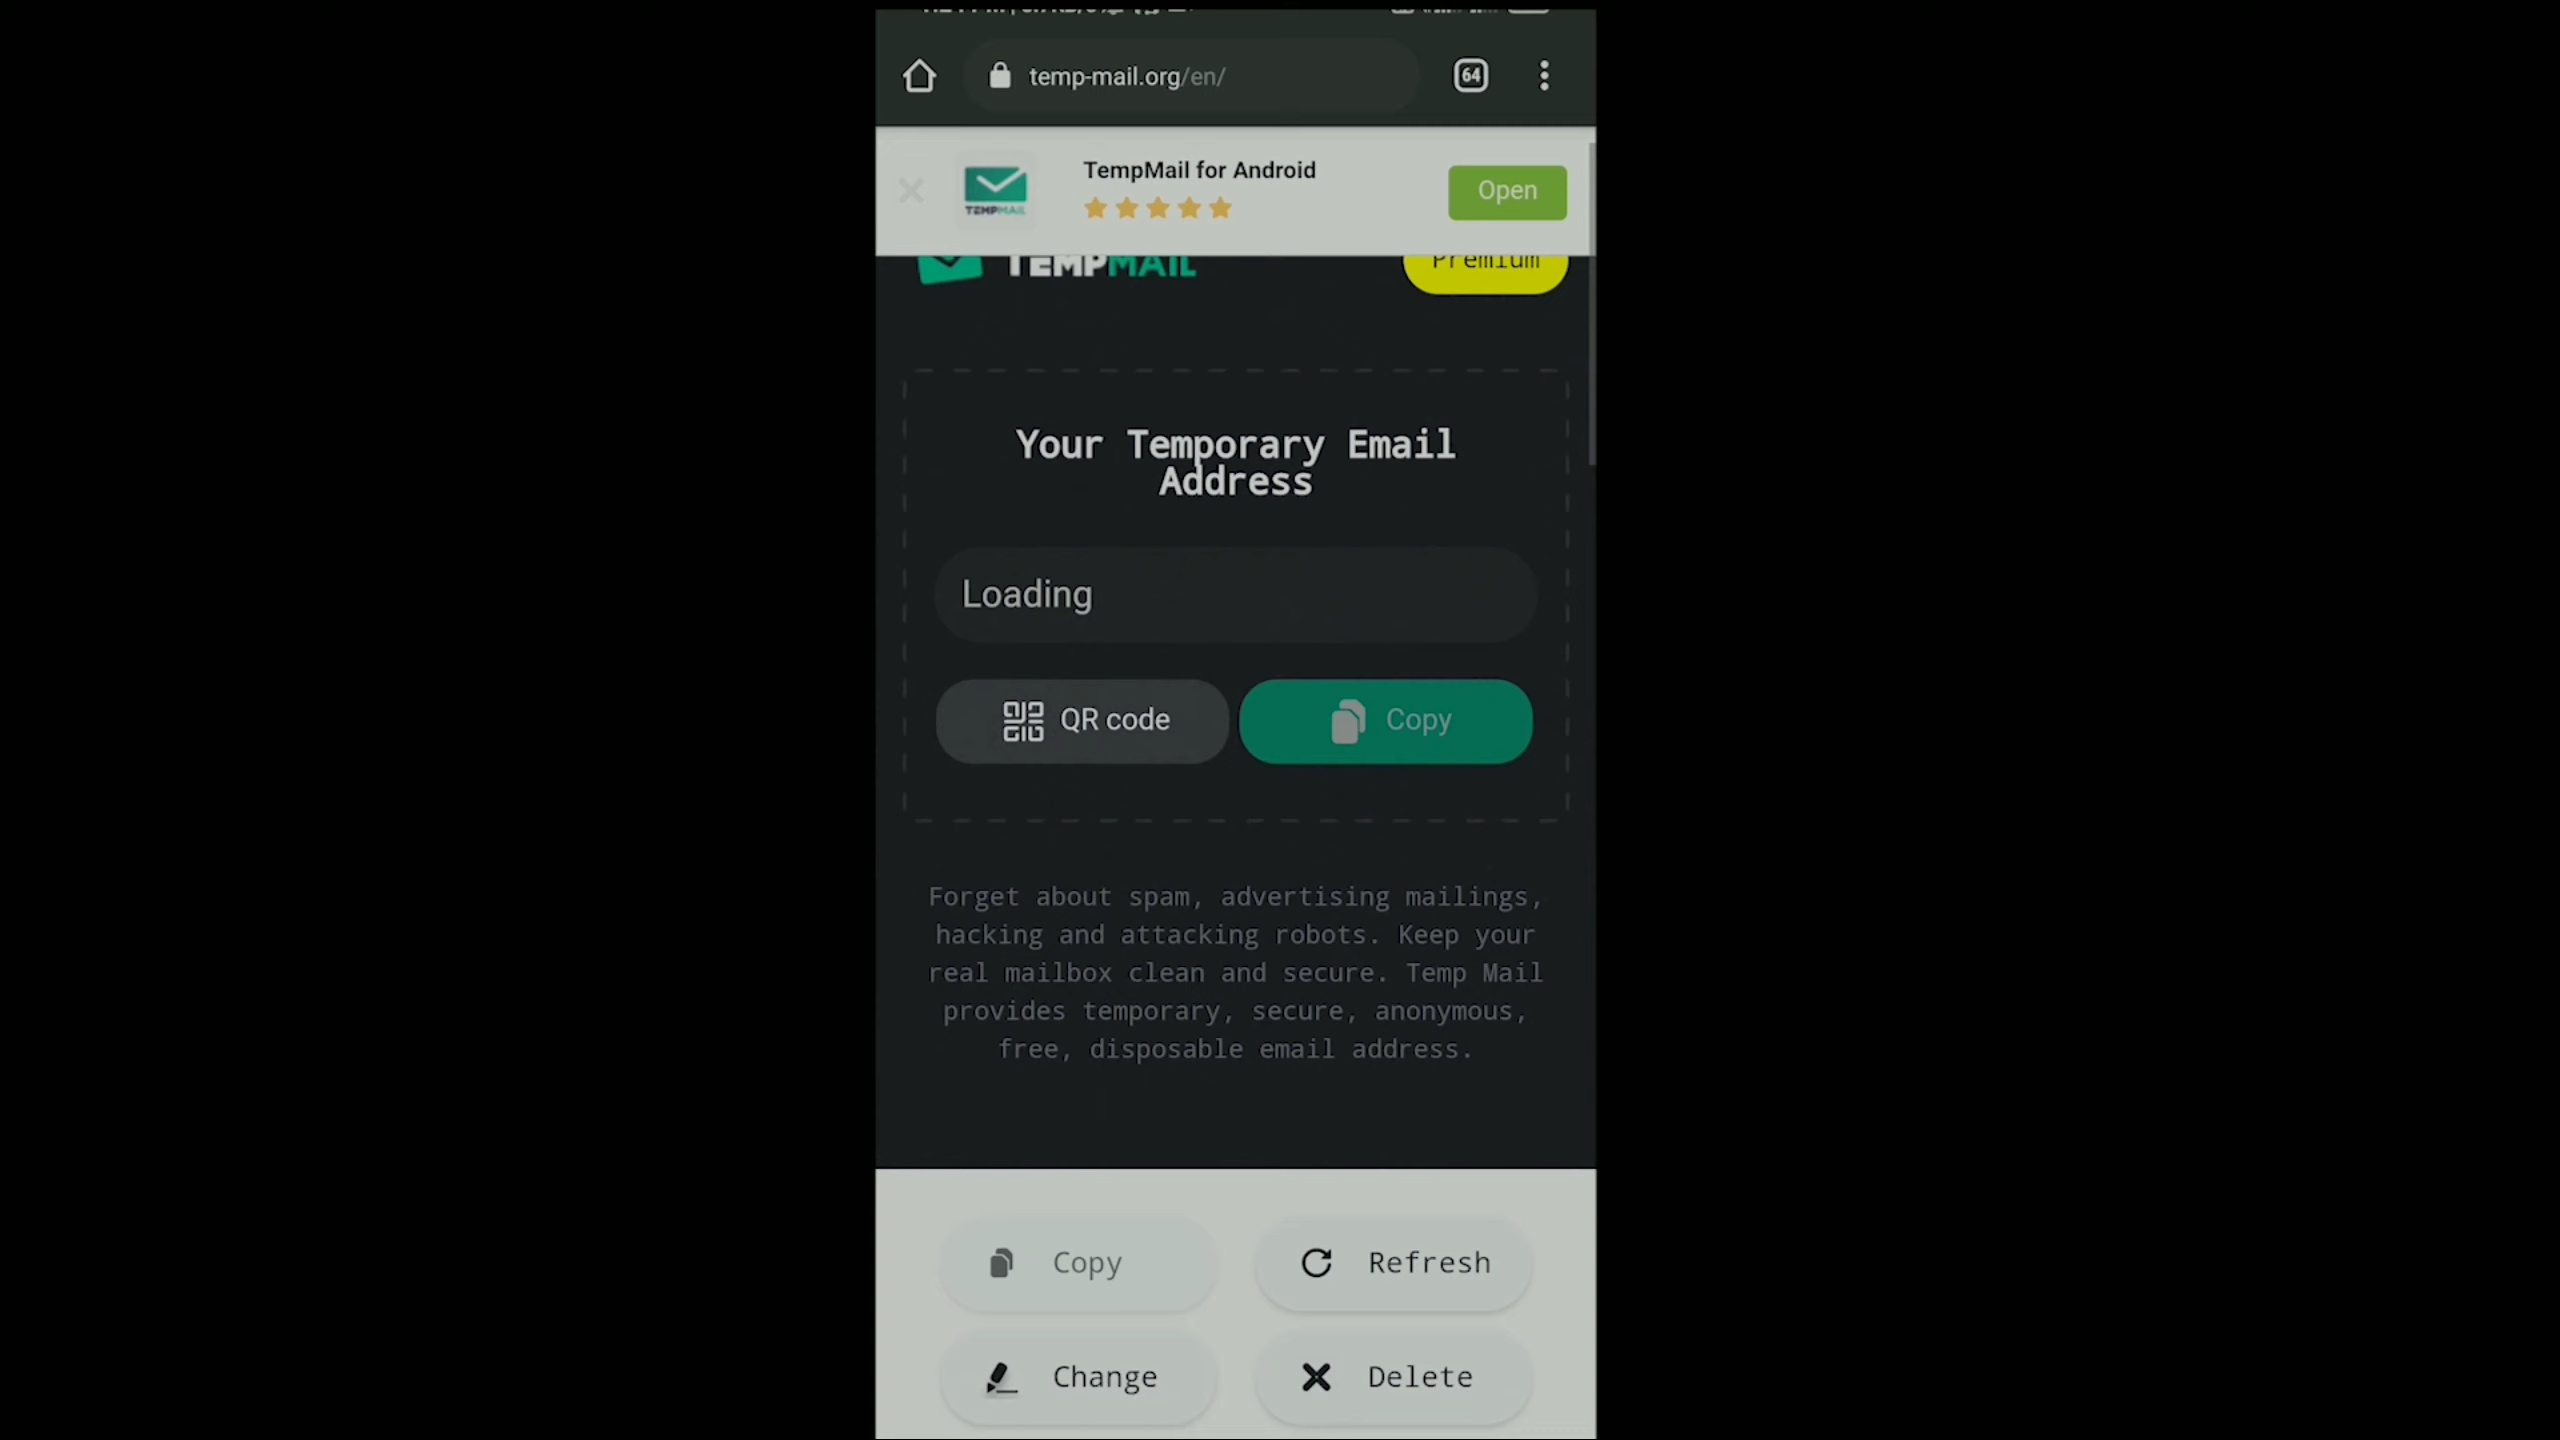 temp-mail.org/en/
64
TempMail for Android
TEMPMAIL
Open
TEMPMAIL
Premium
Your Temporary Email
Address
Loading
QR code
Copy
Forget about spam, advertising mailings,
hacking and attacking robots. Keep your
real mailbox clean and secure. Temp Mail
provides temporary, secure, anonymous,
free, disposable email address.
Copy
Refresh
Change
Delete